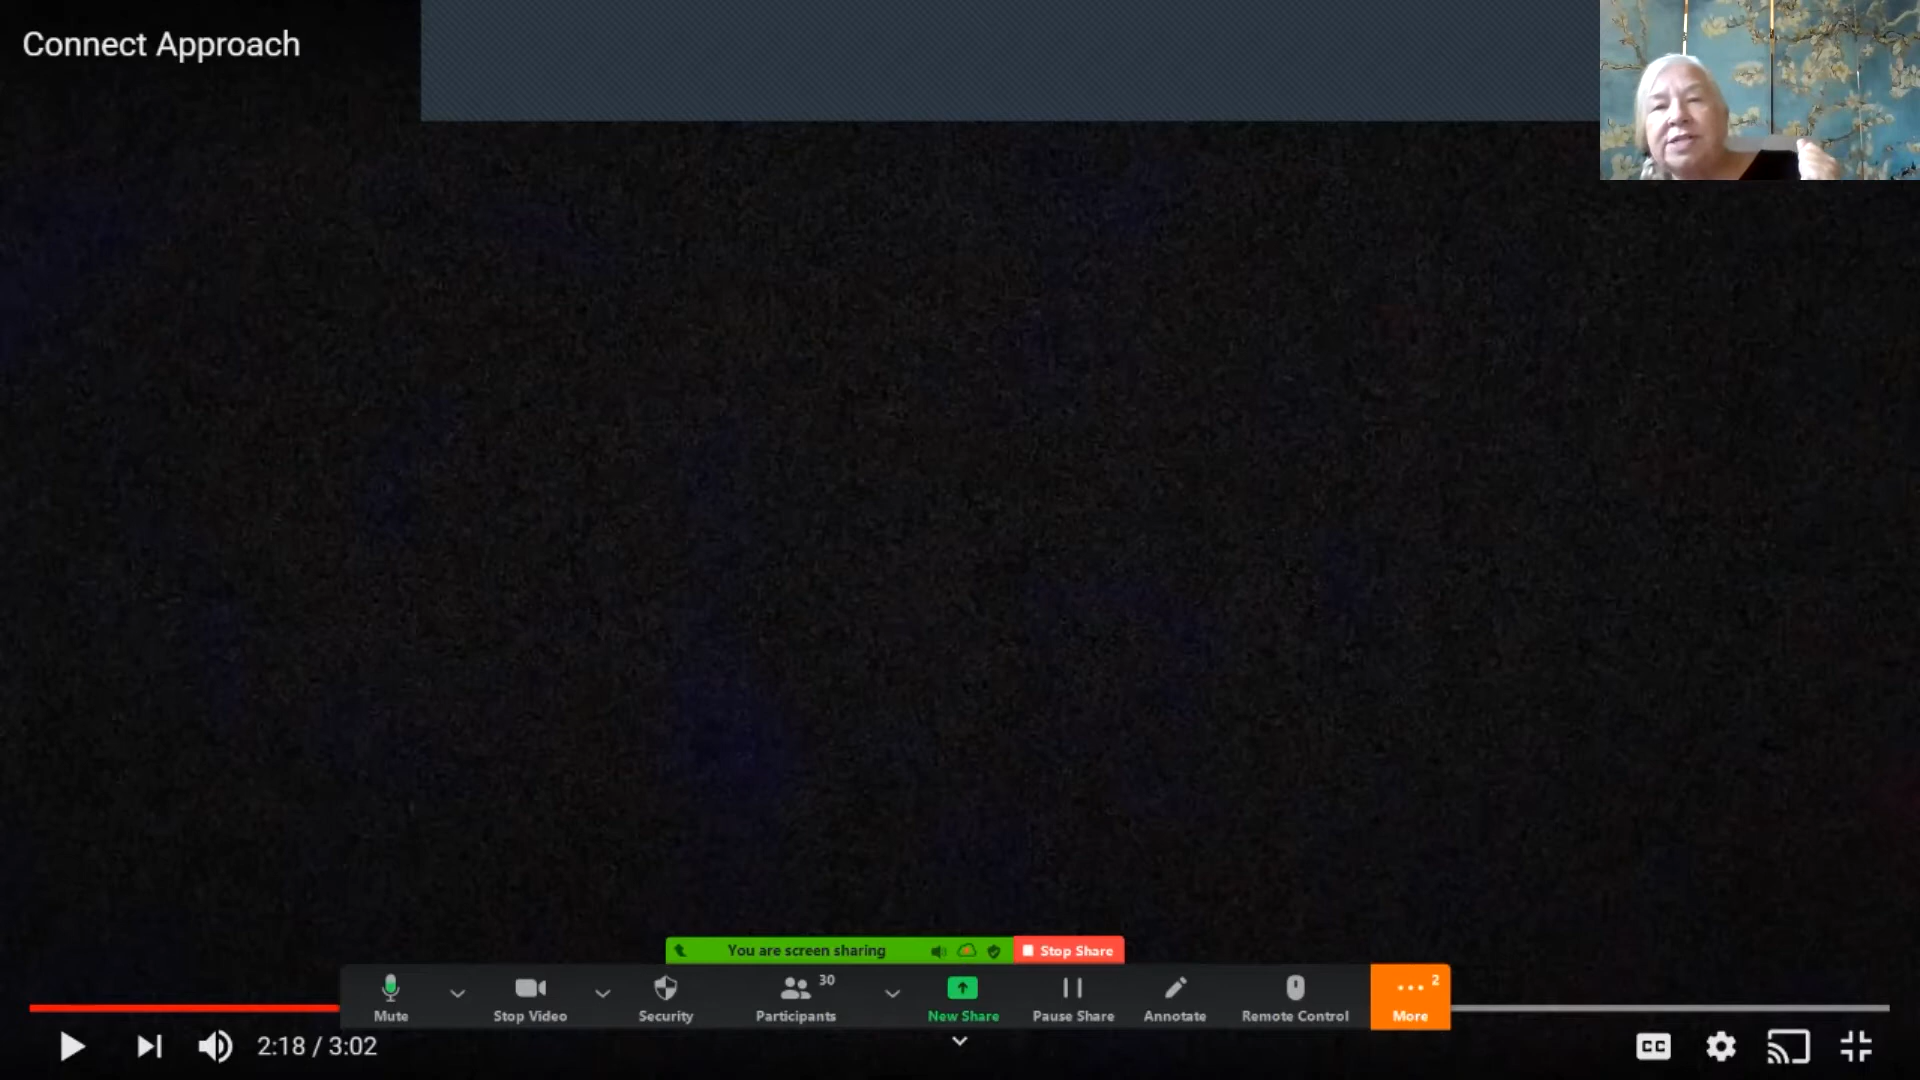 Connect Approach
You are screen sharing
Stop Share
30
2
Mute
Stop Video
Security
Participants
New Share
Pause Share
Annotate
Remote Control
More
2:18 / 3:02
CC